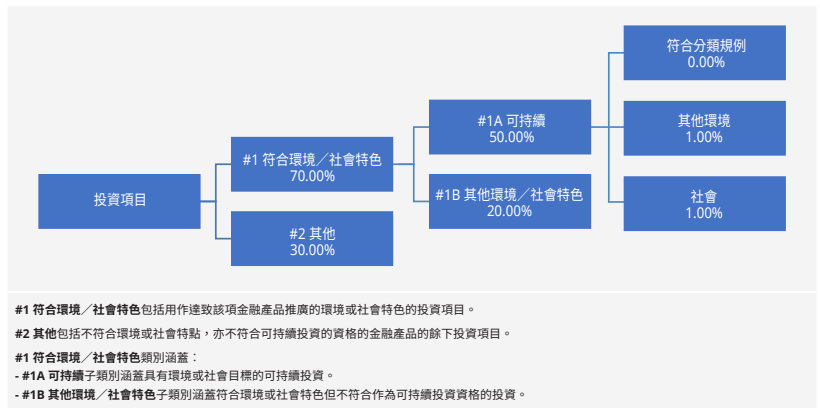 投資項目
#1 符合環境／社會特色
70.00%
#2 其他
30.00%
#1A 可持續
50.00%
#1B 其他環境／社會特色
20.00%
符合分類規例
0.00%
其他環境
1.00%
社會
1.00%
#1 符合環境／社會特色包括用作達致該項金融產品推廣的環境或社會特色的投資項目。
#2 其他包括不符合環境或社會特點，亦不符合可持續投資的資格的金融產品的餘下投資項目。
#1 符合環境／社會特色類別涵蓋：
- #1A 可持續子類別涵蓋具有環境或社會目標的可持續投資。
- #1B 其他環境／社會特色子類別涵蓋符合環境或社會特色但不符合作為可持續投資資格的投資。